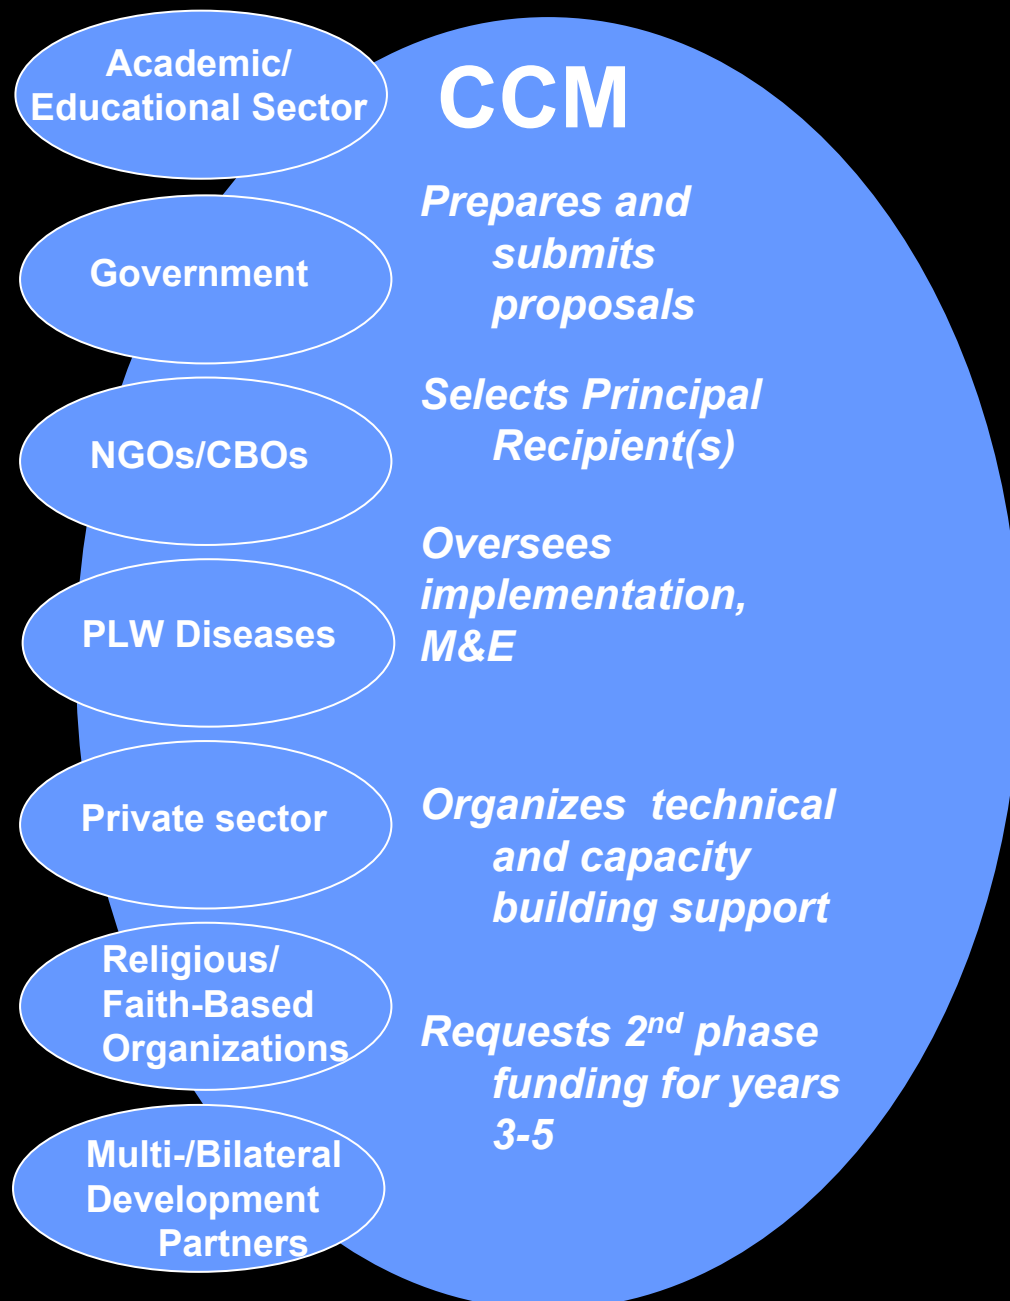 Academic/
Educational Sector
Government
NGOs/CBOs
PLW Diseases
Private sector
Religious/
Faith-Based
Organizations
Multi-/Bilateral
Development
Partners
CCM
Prepares and
submits
proposals
Selects Principal
Recipient(s)
Oversees
implementation,
M&E
Organizes technical
and capacity
building support
Requests 2nd phase
funding for years
3-5